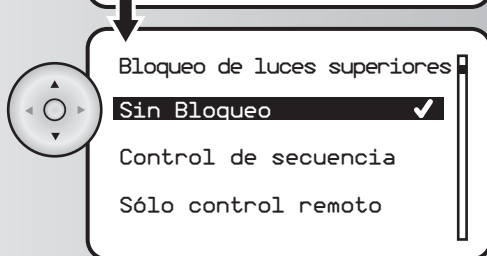 Bloqueo de luces superiores
Sin Bloqueo
Control de secuencia
Sólo control remoto